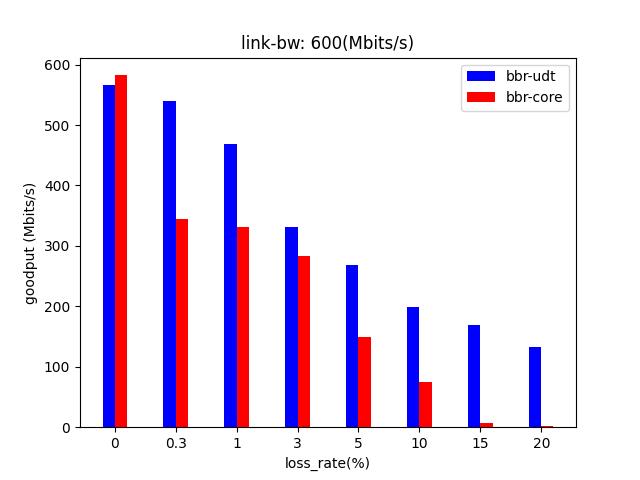 link-bw: 600(Mbits/s)
bbr-udt
bbr-core
600
500
400
300
200
100
0
goodput (Mbits/s)
0 0.3 1 3 5 10 15 20
loss_rate(%)